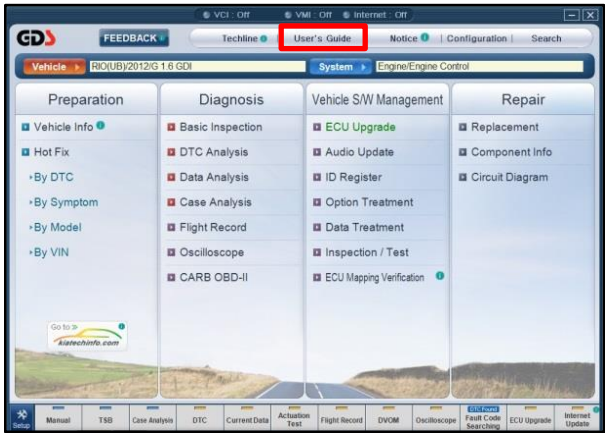 VCI : Off VMI : Off Internet : Off
GDS FEEDBACK Techline User's Guide Notice Configuration Search
Vehicle RIO(UB)/2012/G 1.6 GDI System Engine/Engine Control
Preparation
Vehicle Info
Hot Fix
By DTC
By Symptom
By Model
By VIN
Go to
kiatechinfo.com
Diagnosis
Basic Inspection
DTC Analysis
Data Analysis
Case Analysis
Flight Record
Oscilloscope
CARB OBD-II
Vehicle S/W Management
ECU Upgrade
Audio Update
ID Register
Option Treatment
Data Treatment
Inspection / Test
ECU Mapping Verification
Repair
Replacement
Component Info
Circuit Diagram
Setup
Manual
TSB
Case Analysis
DTC
Current Data
Actuation
Test
Flight Record
DVOM
Oscilloscope
DTC Found
Fault Code
Searching
ECU Upgrade
Internet
Update